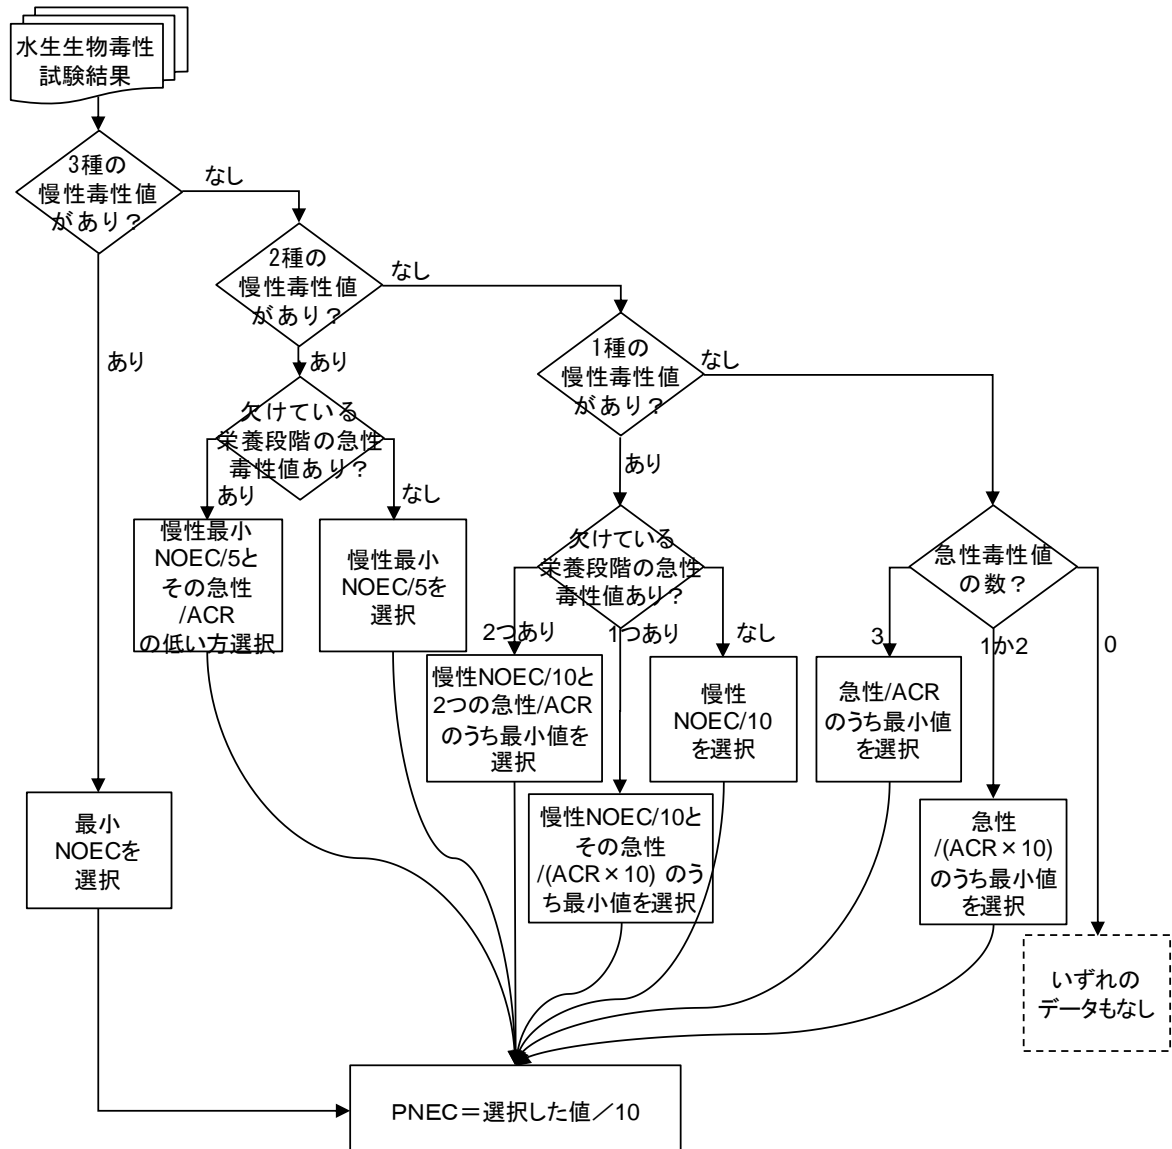 水生生物毒性
試験結果
3種の
慢性毒性値
があり？
なし
あり
2種の
慢性毒性値
があり？
なし
あり
欠けている
栄養段階の急性
毒性値あり？
あり
なし
慢性最小
NOEC/5と
その急性
/ACR
の低い方選択
慢性最小
NOEC/5を
選択
1種の
慢性毒性値
があり？
なし
あり
欠けている
栄養段階の急性
毒性値あり？
2つあり
1つあり
なし
慢性NOEC/10と
2つの急性/ACR
のうち最小値を
選択
慢性NOEC/10と
その急性
/(ACR×10) のう
ち最小値を選択
慢性
NOEC/10
を選択
急性毒性値
の数？
3
1か2
0
急性/ACR
のうち最小値
を選択
急性
/(ACR×10)
のうち最小値
を選択
いずれの
データもなし
最小
NOECを
選択
PNEC＝選択した値／10